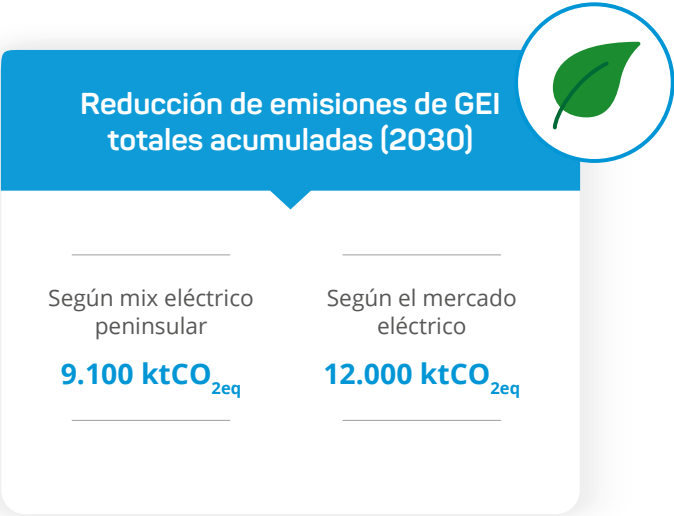 Reducción de emisiones de GEI
totales acumuladas (2030)
Según mix eléctrico
peninsular
9.100 ktCO2eq
Según el mercado
eléctrico
12.000 ktCO2eq